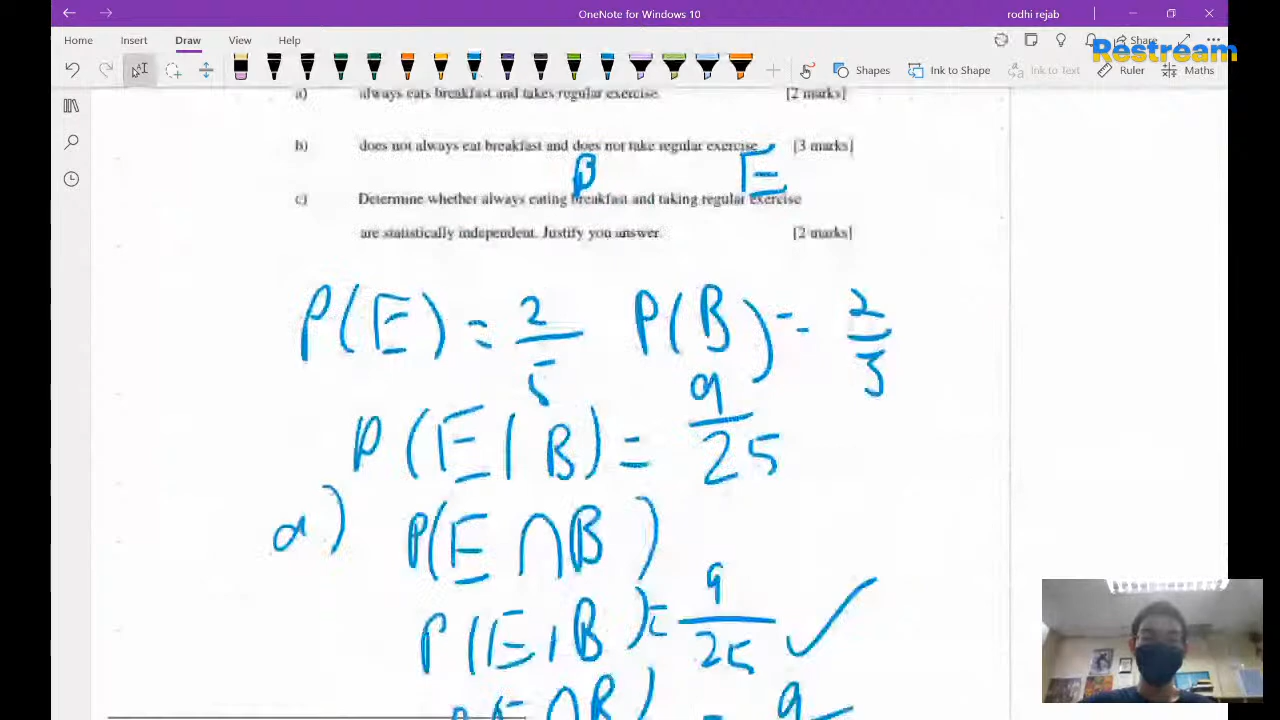 OneNote for Windows 10
rodhi rejab
Home Insert Draw View Help
Share
Restream
Shapes Ink to Shape Ink to Text Ruler Maths
a) always eats breakfast and takes regular exercise. [2 marks]
b) does not always eat breakfast and does not take regular exercise [3 marks]
B E
c) Determine whether always eating breakfast and taking regular exercise
are statistically independent. Justify you answer. [2 marks]
P(E) = 2/5 P(B) = 2/3
P(E|B) = 9/25
a) P(E ∩ B)
P(E|B) = 9/25 ✓
P(E ∩ B) = 9